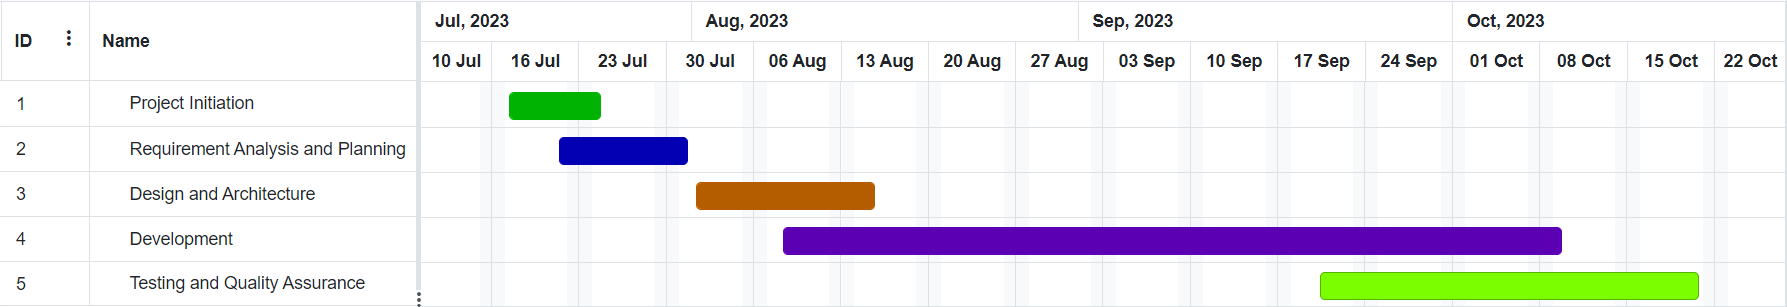 ID Name Jul, 2023 Aug, 2023 Sep, 2023 Oct, 2023
10 Jul 16 Jul 23 Jul 30 Jul 06 Aug 13 Aug 20 Aug 27 Aug 03 Sep 10 Sep 17 Sep 24 Sep 01 Oct 08 Oct 15 Oct 22 Oct
1 Project Initiation
2 Requirement Analysis and Planning
3 Design and Architecture
4 Development
5 Testing and Quality Assurance